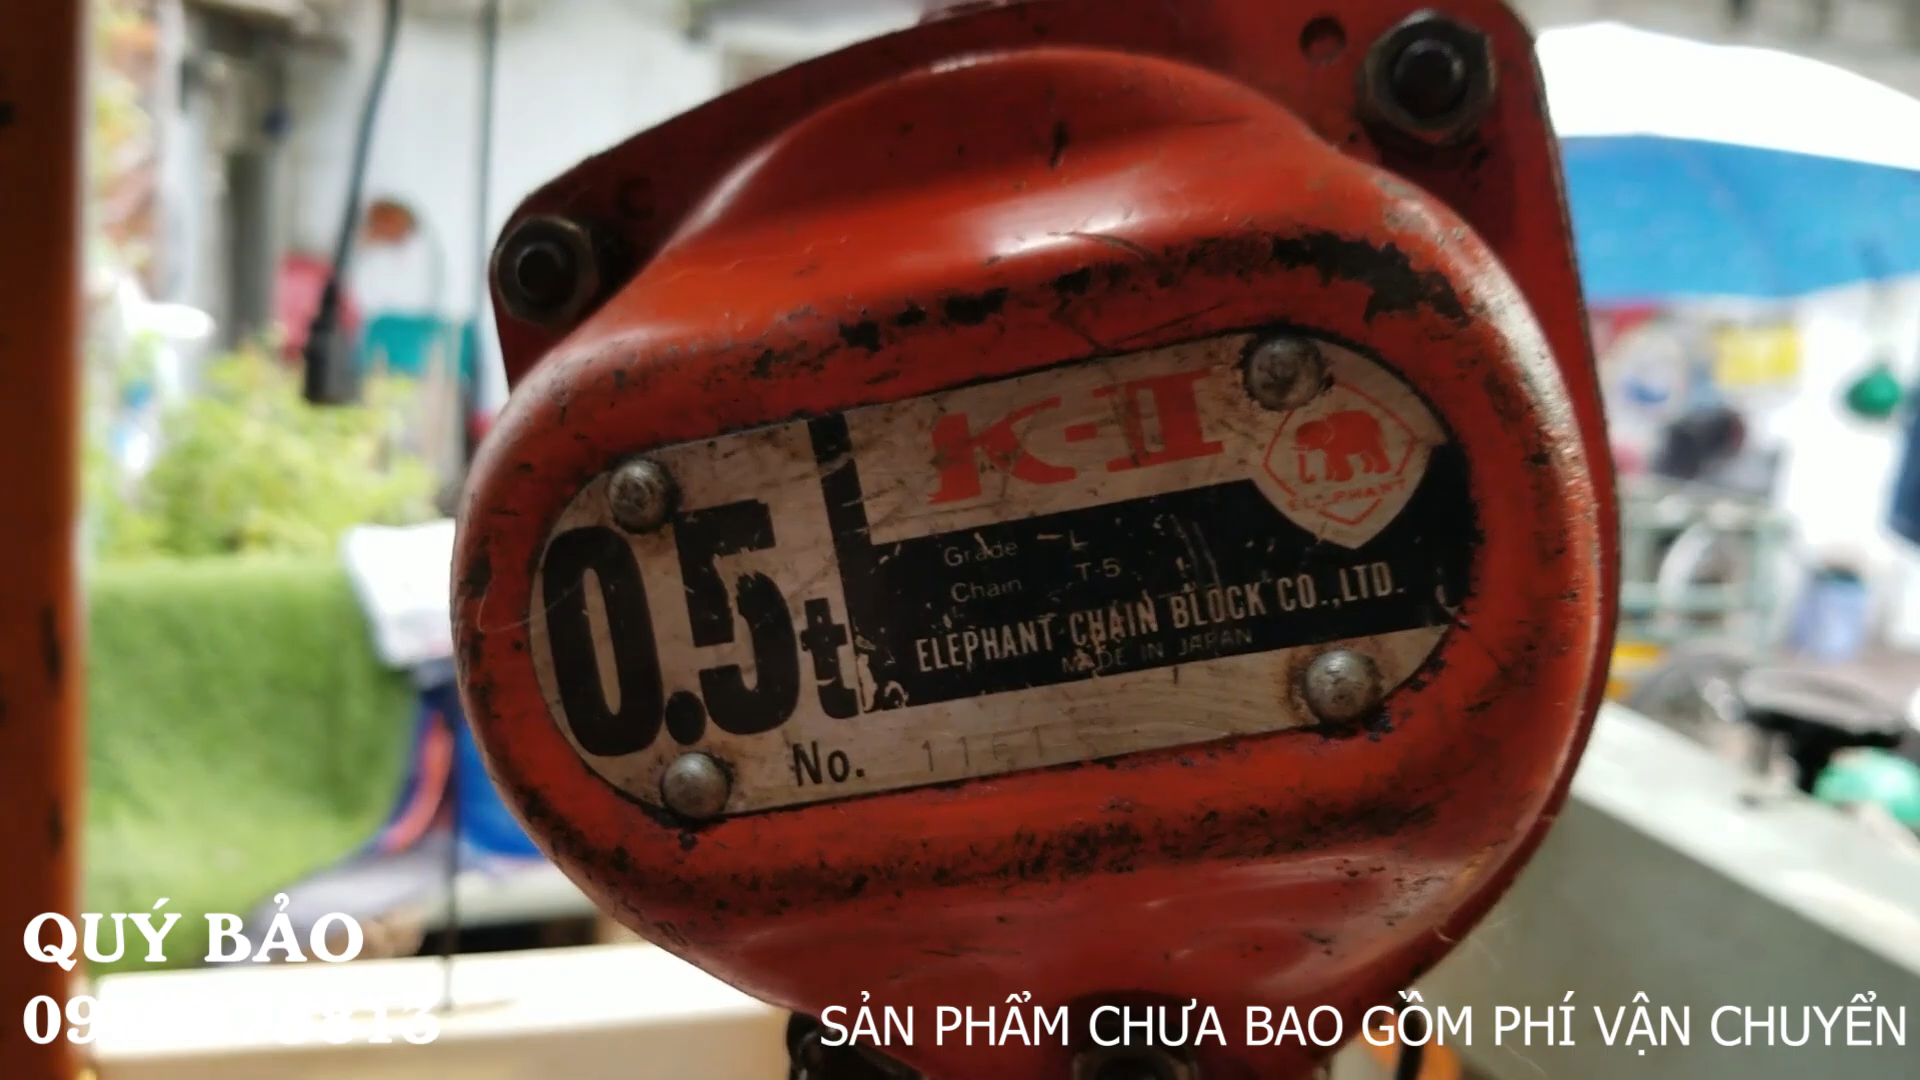 K-II
ELEPHANT
0.5t
Grade L
Chain T-5
ELEPHANT CHAIN BLOCK CO.,LTD.
MADE IN JAPAN
No.
QUÝ BẢO
SẢN PHẨM CHƯA BAO GỒM PHÍ VẬN CHUYỂN